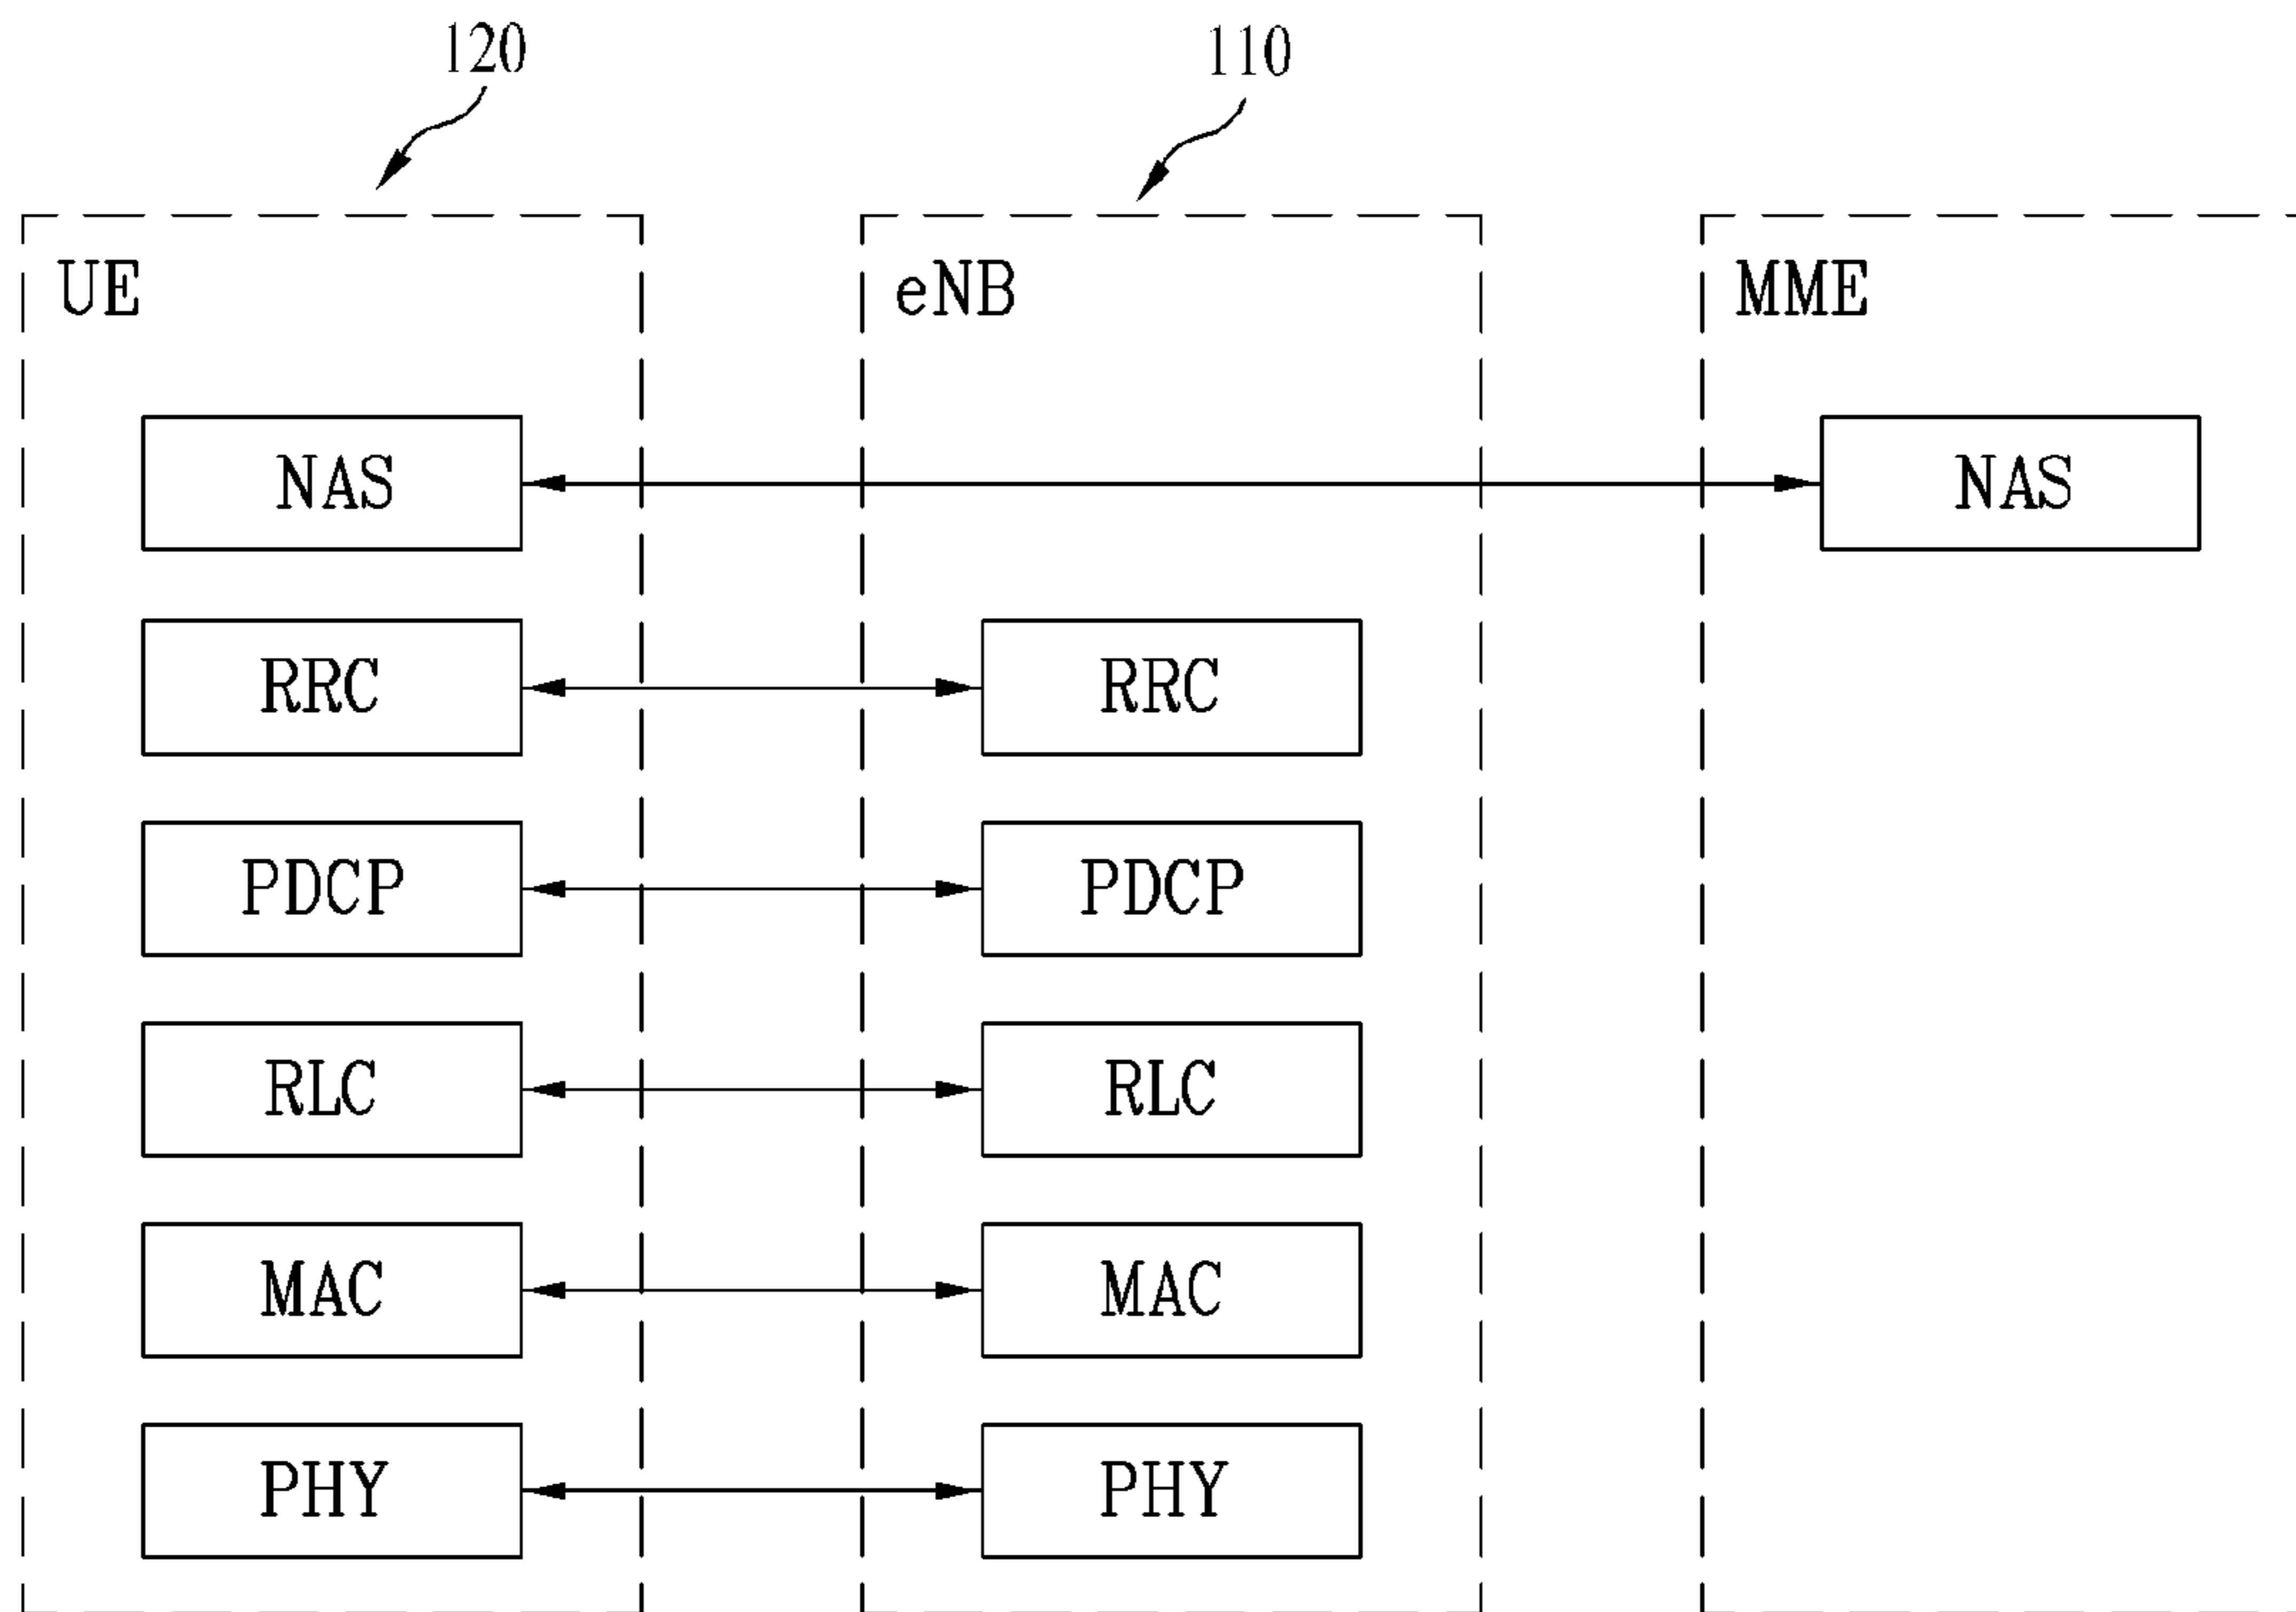 120 110
UE eNB MME
NAS NAS
RRC RRC
PDCP PDCP
RLC RLC
MAC MAC
PHY PHY